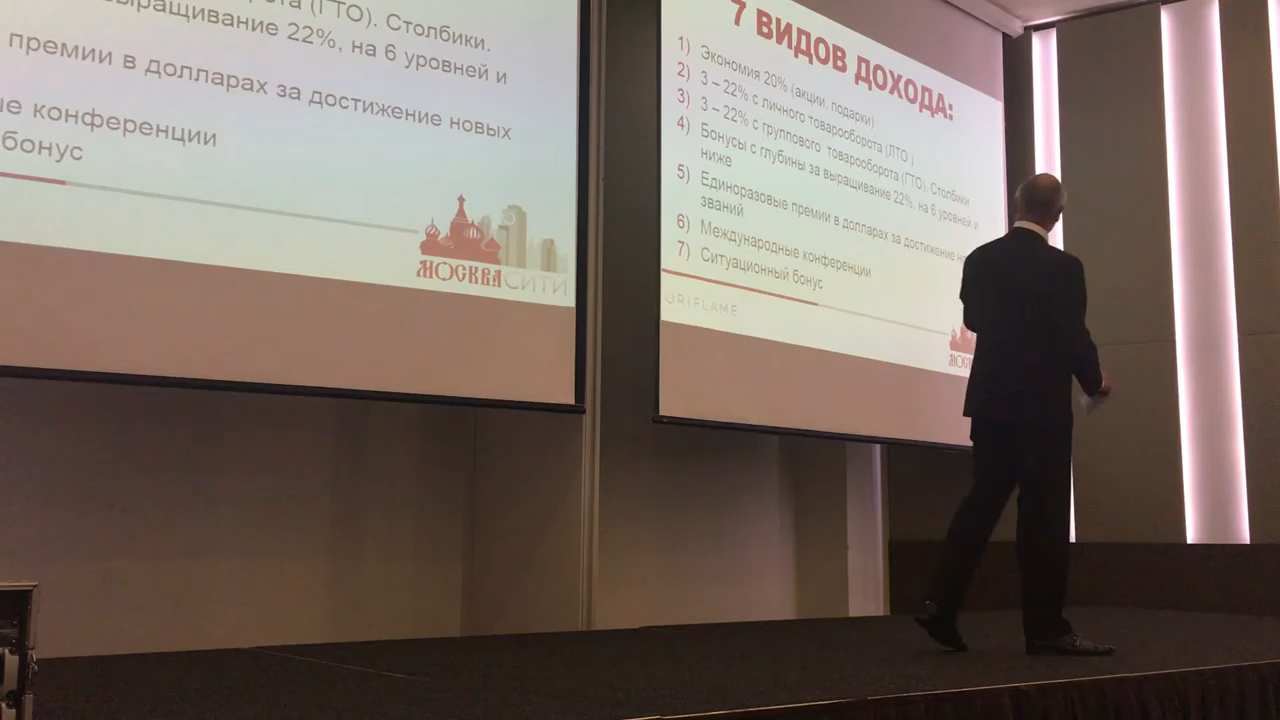 ота (ГТО). Столбики.
ыращивание 22%, на 6 уровней и
премии в долларах за достижение новых
ые конференции
бонус
МОСКВА СИТИ
7 ВИДОВ ДОХОДА:
1) Экономия 20% (акции, подарки)
2) 3 – 22% с личного товарооборота (ЛТО )
3) 3 – 22% с группового товарооборота (ГТО). Столбики
4) Бонусы с глубины за выращивание 22%, на 6 уровней и
ниже
5) Единоразовые премии в долларах за достижение но
званий
6) Международные конференции
7) Ситуационный бонус
ORIFLAME
МОСК